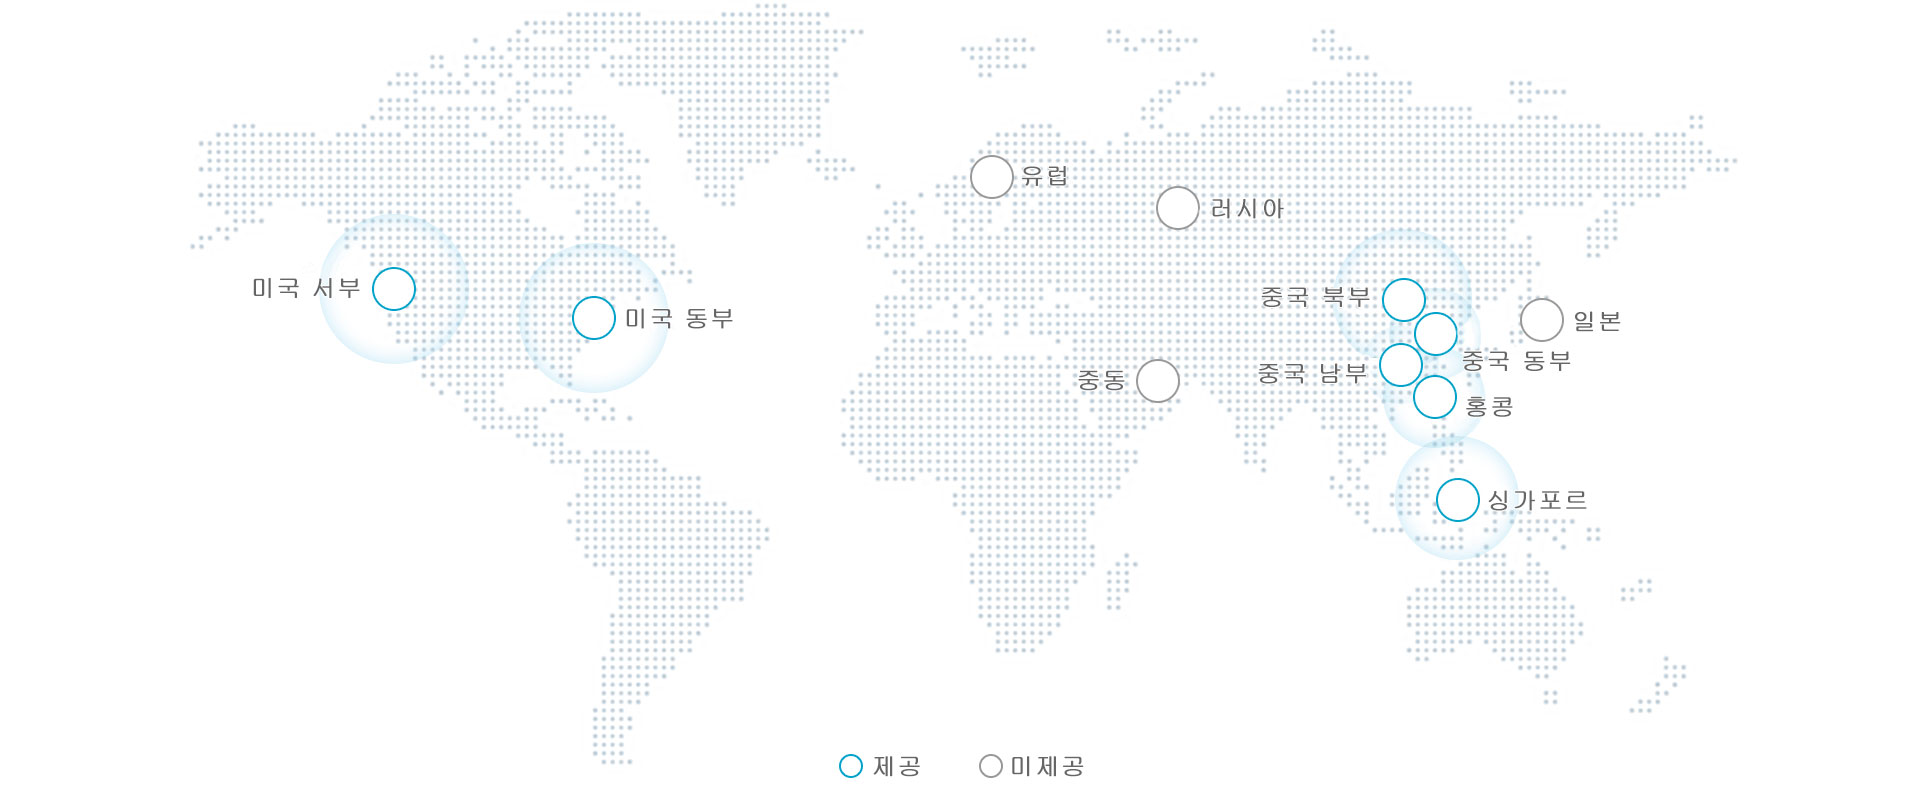 유럽
러시아
미국 서부
미국 동부
중국 북부
일본
중국 동부
중국 남부
중동
홍콩
싱가포르
제공
미제공